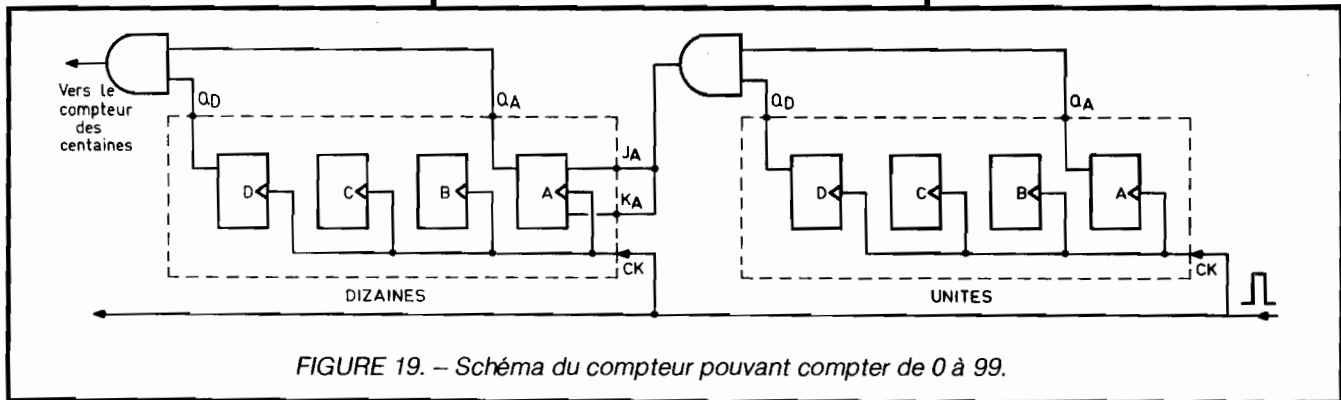 Vers le
compteur
des
centaines
QD
QA
JA
KA
D
C
B
A
CK
DIZAINES
QD
QA
D
C
B
A
CK
UNITES
FIGURE 19. – Schéma du compteur pouvant compter de 0 à 99.